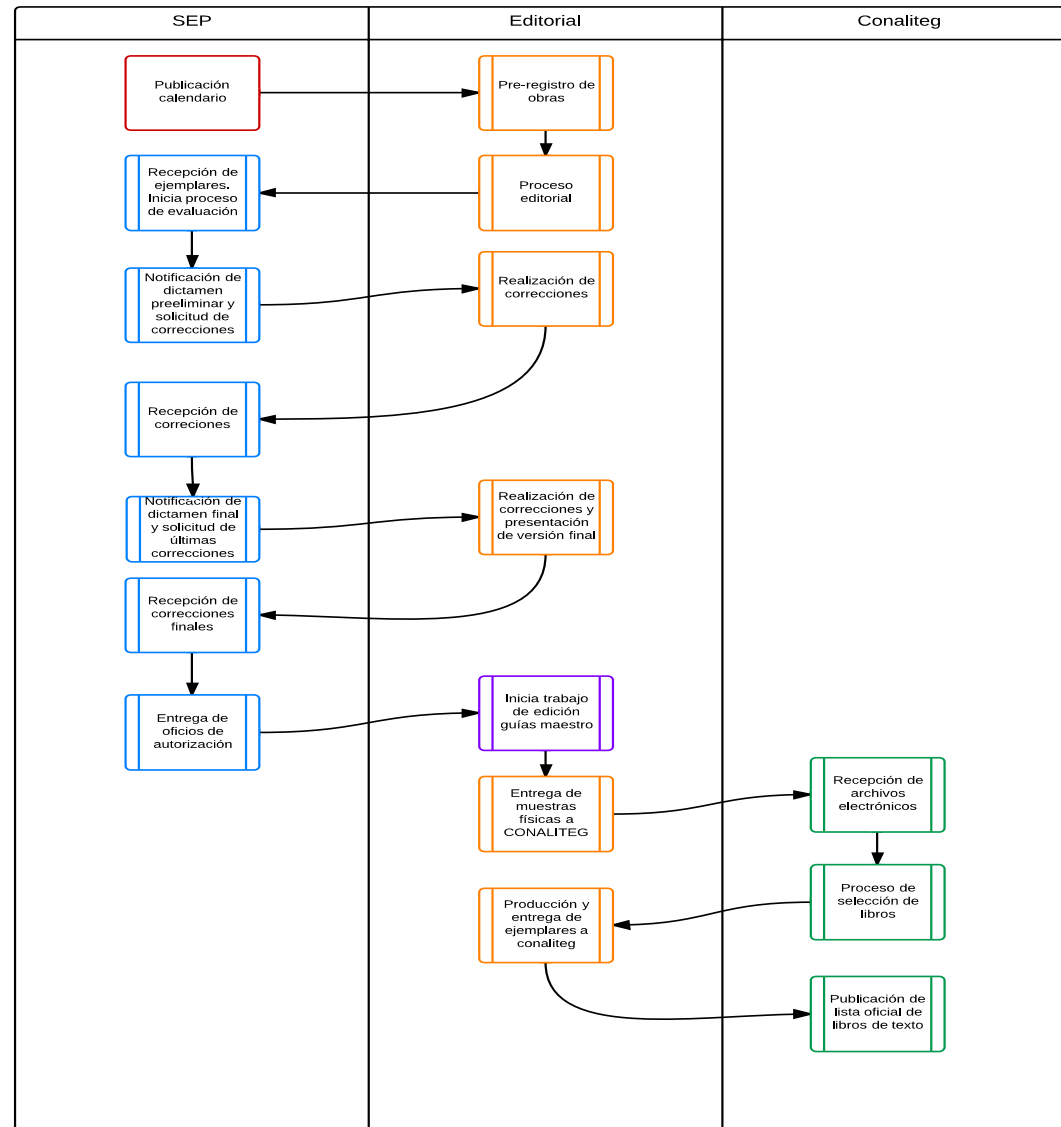 SEP
Editorial
Conaliteg
Publicación
calendario
Pre-registro de
obras
Recepción de
ejemplares.
Inicia proceso
de evaluación
Proceso
editorial
Notificación de
dictamen
preeliminar y
solicitud de
correcciones
Realización de
correcciones
Recepción de
correciones
Notificación de
dictamen final
y solicitud de
últimas
correcciones
Realización de
correcciones y
presentación
de versión final
Recepción de
correcciones
finales
Entrega de
oficios de
autorización
Inicia trabajo
de edición
guías maestro
Entrega de
muestras
físicas a
CONALITEG
Recepción de
archivos
electrónicos
Proceso de
selección de
libros
Producción y
entrega de
ejemplares a
conaliteg
Publicación de
lista oficial de
libros de texto